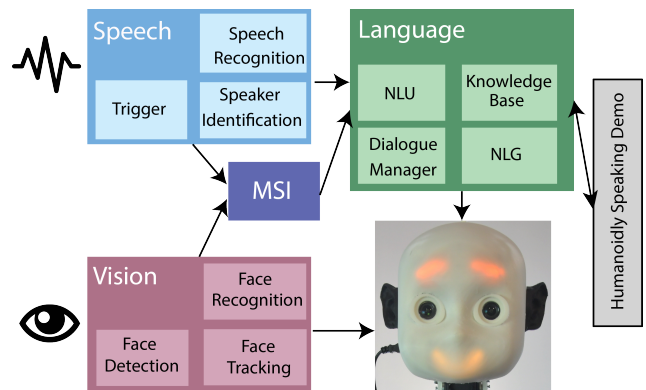 Speech
Speech
Recognition
Trigger
Speaker
Identification
Language
NLU
Knowledge
Base
Dialogue
Manager
NLG
MSI
Vision
Face
Recognition
Face
Detection
Face
Tracking
Humanoidly Speaking Demo